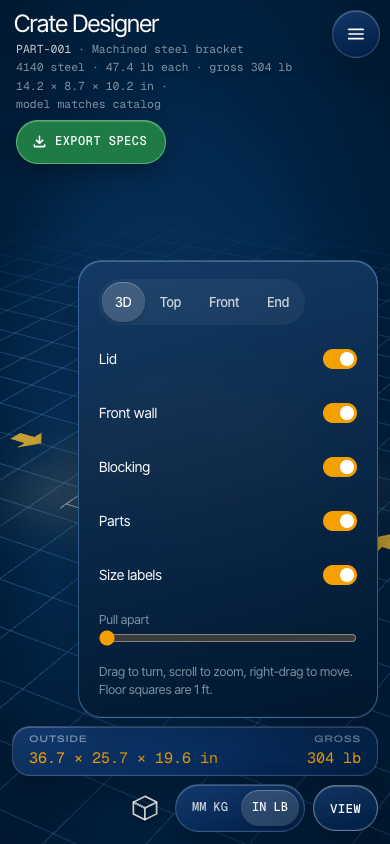 Crate Designer
PART-001 · Machined steel bracket
4140 steel · 47.4 lb each · gross 304 lb
14.2 × 8.7 × 10.2 in ·
model matches catalog
EXPORT SPECS
3D Top Front End
Lid
Front wall
Blocking
Parts
Size labels
Pull apart
Drag to turn, scroll to zoom, right-drag to move.
Floor squares are 1 ft.
OUTSIDE GROSS
36.7 × 25.7 × 19.6 in 304 lb
MM KG IN LB VIEW